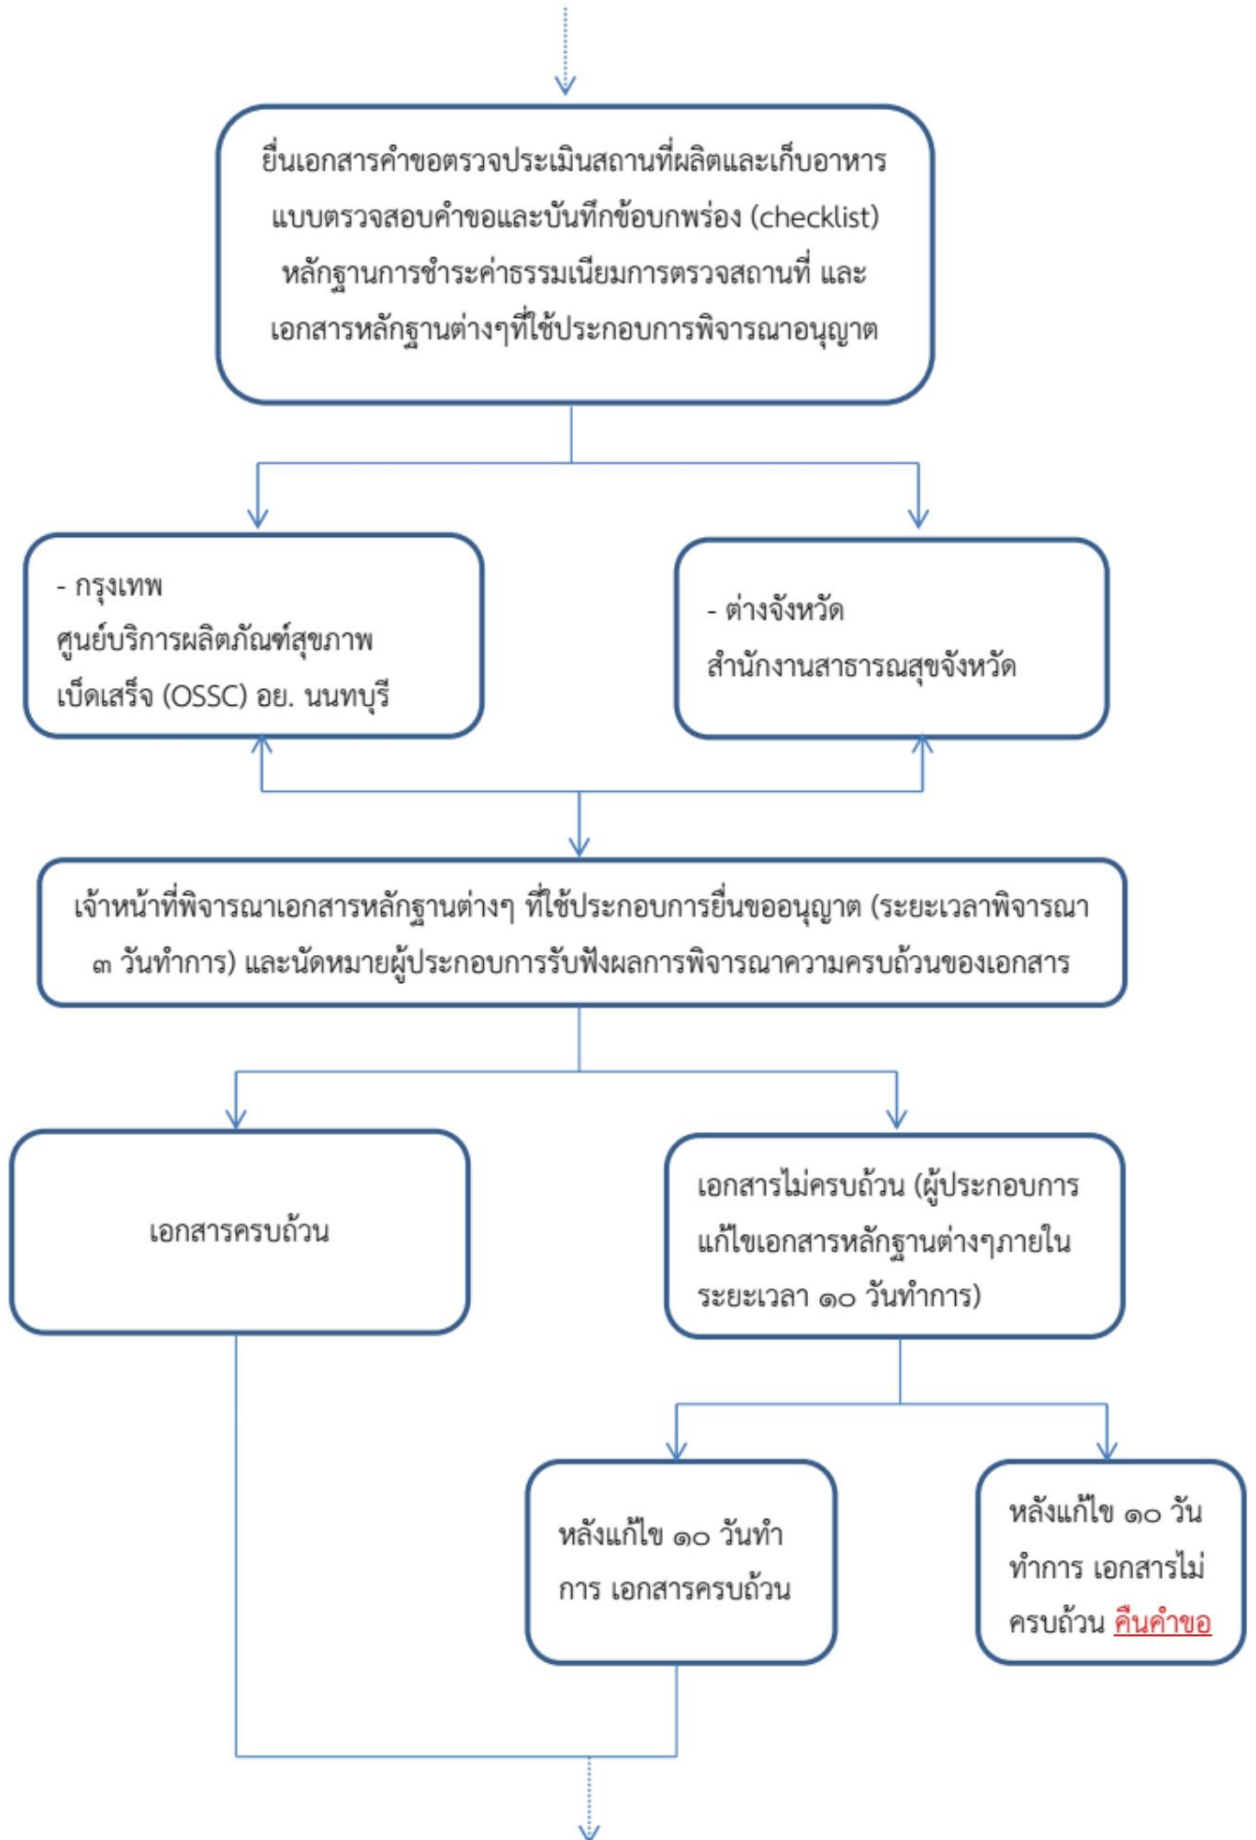 ยื่นเอกสารคำขอตรวจประเมินสถานที่ผลิตและเก็บอาหาร
แบบตรวจสอบคำขอและบันทึกข้อบกพร่อง (checklist)
หลักฐานการชำระค่าธรรมเนียมการตรวจสถานที่ และ
เอกสารหลักฐานต่างๆที่ใช้ประกอบการพิจารณาอนุญาต
- กรุงเทพ
ศูนย์บริการผลิตภัณฑ์สุขภาพ
เบ็ดเสร็จ (OSSC) อย. นนทบุรี
- ต่างจังหวัด
สำนักงานสาธารณสุขจังหวัด
เจ้าหน้าที่พิจารณาเอกสารหลักฐานต่างๆ ที่ใช้ประกอบการยื่นขออนุญาต (ระยะเวลาพิจารณา
๓ วันทำการ) และนัดหมายผู้ประกอบการรับฟังผลการพิจารณาความครบถ้วนของเอกสาร
เอกสารครบถ้วน
เอกสารไม่ครบถ้วน (ผู้ประกอบการ
แก้ไขเอกสารหลักฐานต่างๆภายใน
ระยะเวลา ๑๐ วันทำการ)
หลังแก้ไข ๑๐ วันทำ
การ เอกสารครบถ้วน
หลังแก้ไข ๑๐ วัน
ทำการ เอกสารไม่
ครบถ้วน คืนคำขอ